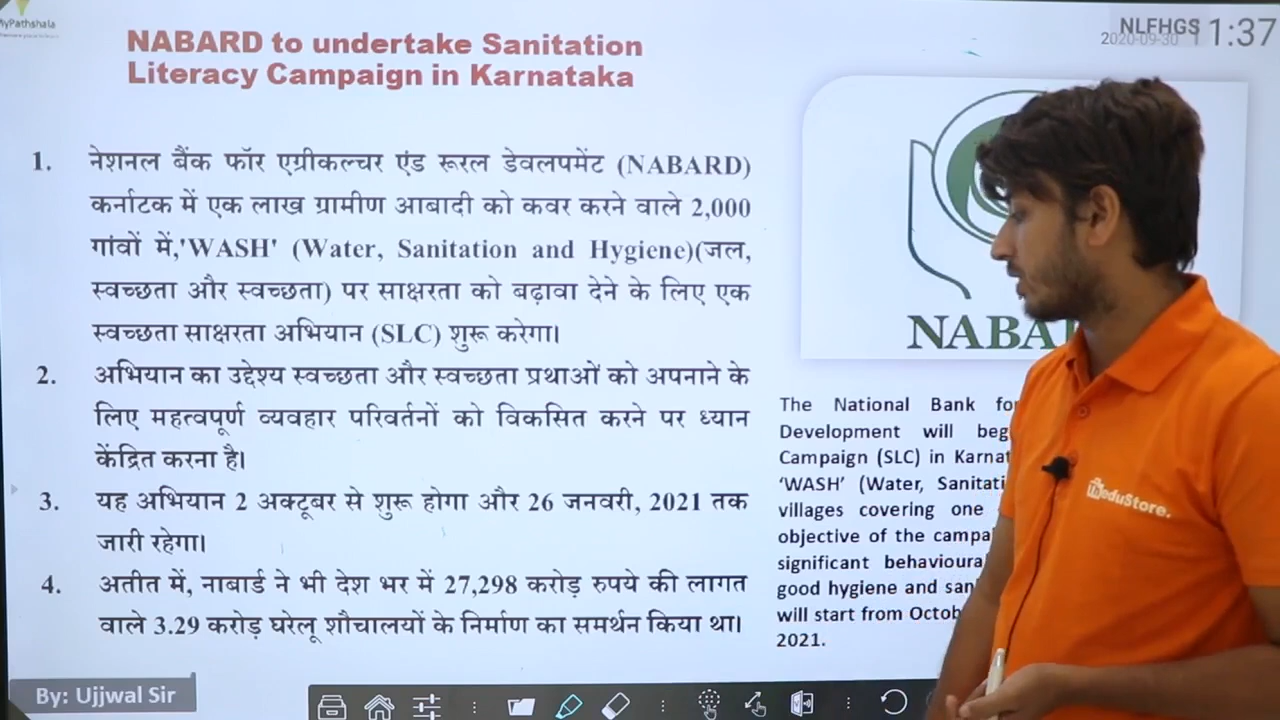 MyPathshala
NABARD to undertake Sanitation
Literacy Campaign in Karnataka
NLFHGS 1:37
2020-09-30
1. नेशनल बैंक फॉर एग्रीकल्चर एंड रूरल डेवलपमेंट (NABARD)
कर्नाटक में एक लाख ग्रामीण आबादी को कवर करने वाले 2,000
गांवों में,'WASH' (Water, Sanitation and Hygiene)(जल,
स्वच्छता और स्वच्छता) पर साक्षरता को बढ़ावा देने के लिए एक
स्वच्छता साक्षरता अभियान (SLC) शुरू करेगा।
2. अभियान का उद्देश्य स्वच्छता और स्वच्छता प्रथाओं को अपनाने के
लिए महत्वपूर्ण व्यवहार परिवर्तनों को विकसित करने पर ध्यान
केंद्रित करना है।
3. यह अभियान 2 अक्टूबर से शुरू होगा और 26 जनवरी, 2021 तक
जारी रहेगा।
4. अतीत में, नाबार्ड ने भी देश भर में 27,298 करोड़ रुपये की लागत
वाले 3.29 करोड़ घरेलू शौचालयों के निर्माण का समर्थन किया था।
NABA
The National Bank for
Development will beg
Campaign (SLC) in Karnat
‘WASH’ (Water, Sanitati
villages covering one
objective of the campa
significant behavioura
good hygiene and san
will start from Octob
2021.
eduStore.
By: Ujjwal Sir